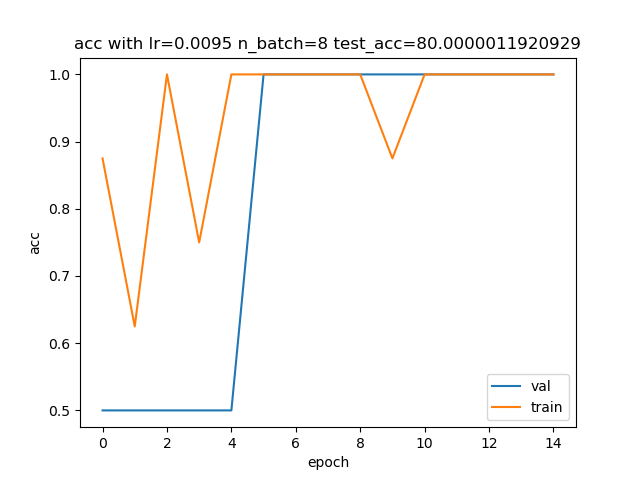 acc with lr=0.0095 n_batch=8 test_acc=80.0000011920929
1.0
0.9
0.8
0.7
0.6
0.5
acc
0 2 4 6 8 10 12 14
epoch
val
train